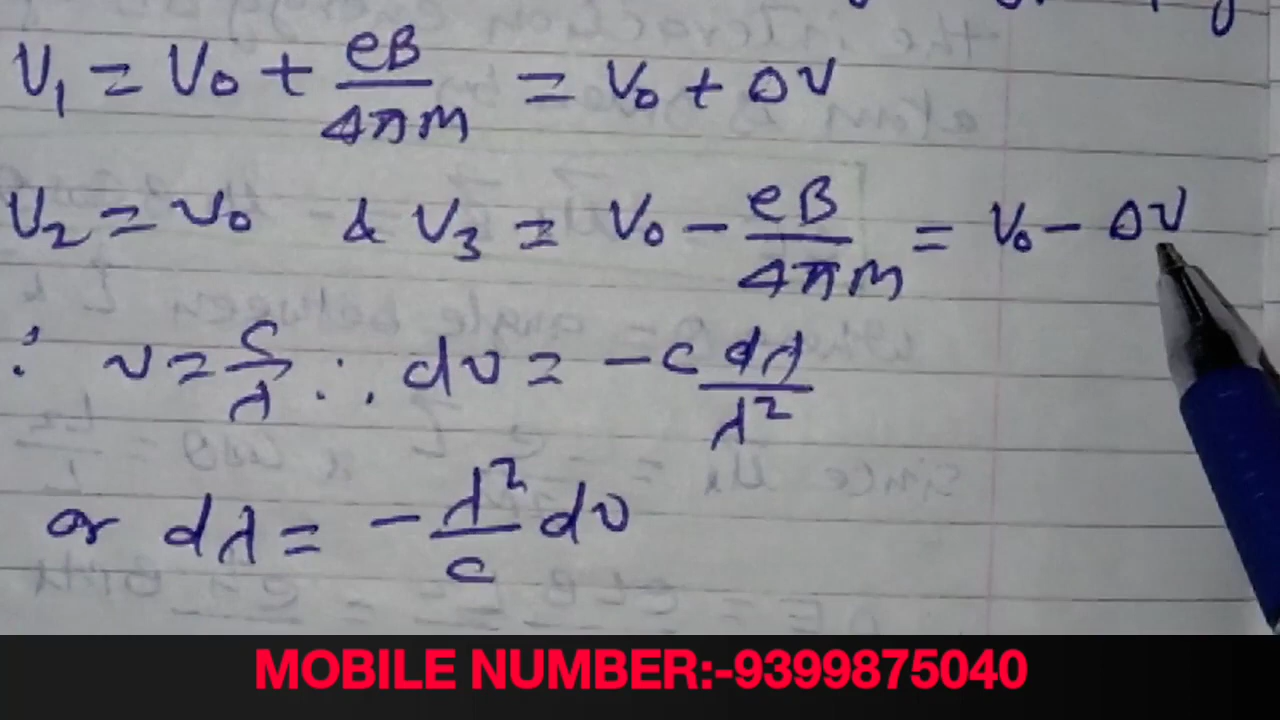 ν₁ = ν₀ + eB/4πm = ν₀ + Δν
ν₂ = ν₀ & ν₃ = ν₀ - eB/4πm = ν₀ - Δν
∴ ν = c/λ ∴ dν = -c dλ/λ²
or dλ = -λ²/c dν
MOBILE NUMBER:-9399875040